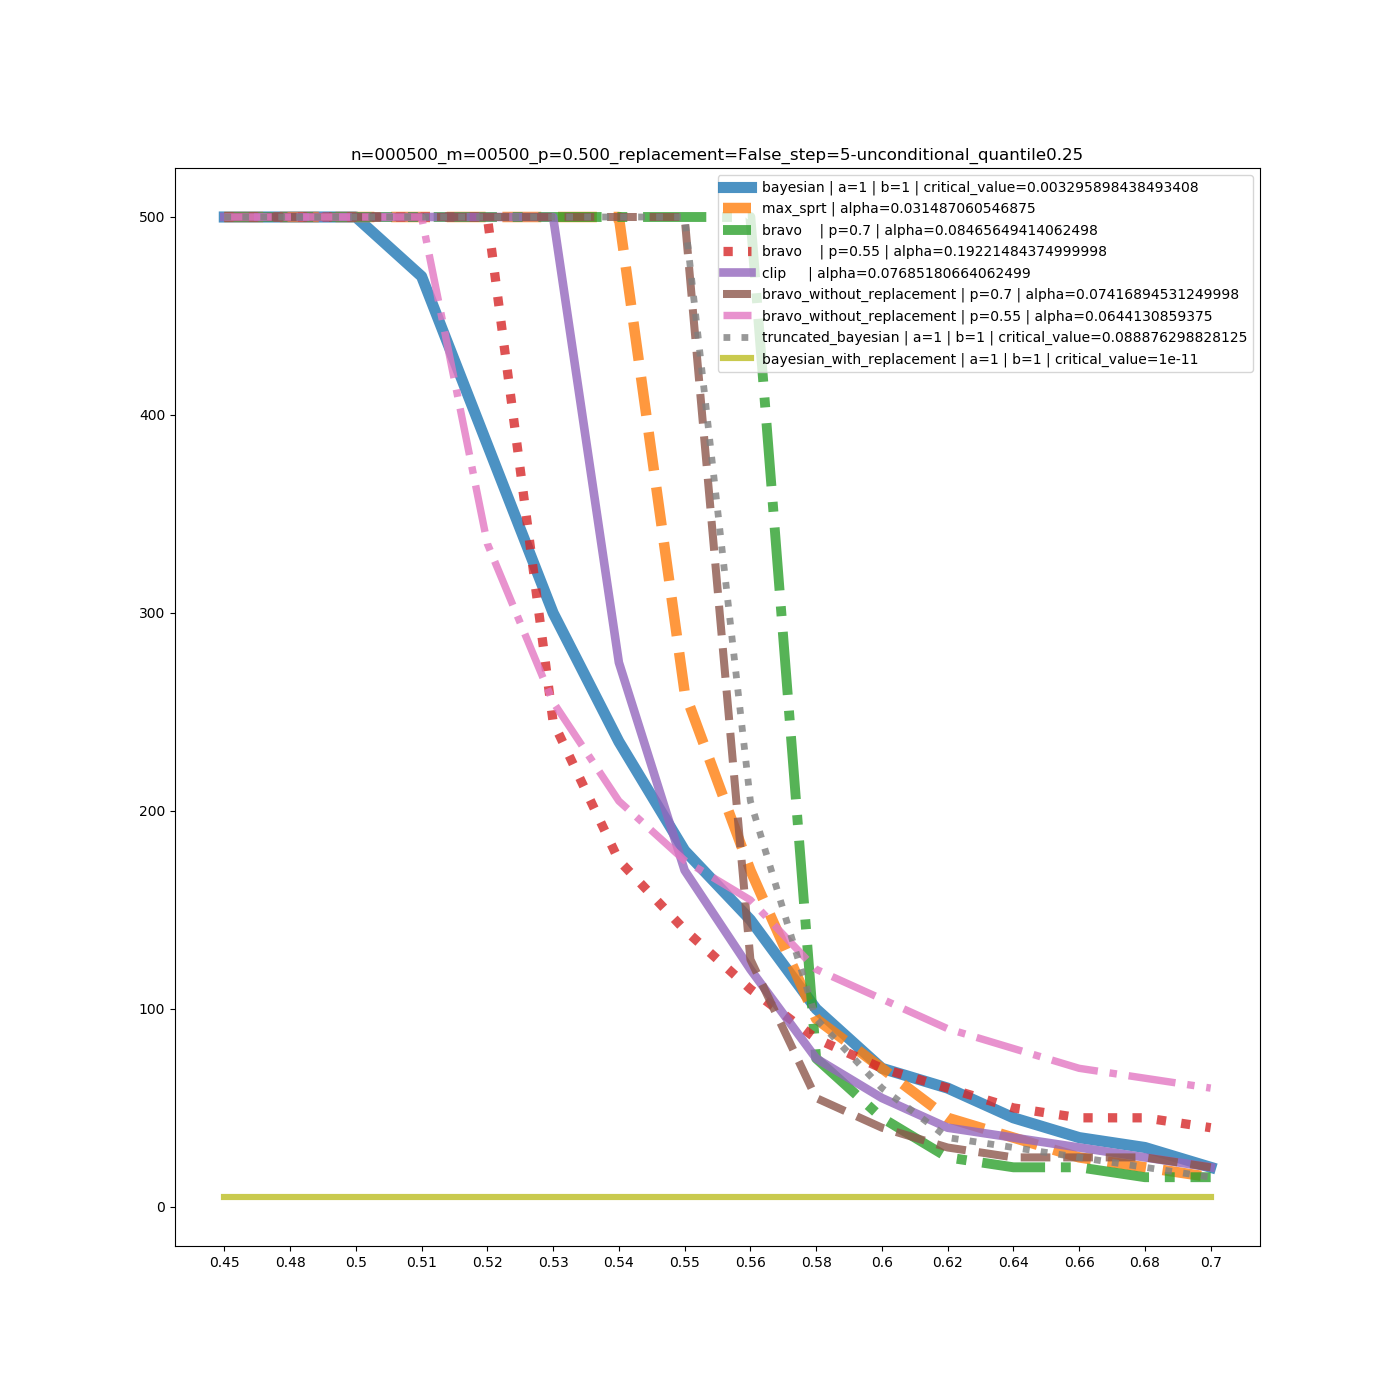 n=000500_m=00500_p=0.500_replacement=False_step=5-unconditional_quantile0.25
bayesian | a=1 | b=1 | critical_value=0.003295898438493408
max_sprt | alpha=0.031487060546875
bravo    | p=0.7 | alpha=0.08465649414062498
bravo    | p=0.55 | alpha=0.19221484374999998
clip     | alpha=0.07685180664062499
bravo_without_replacement | p=0.7 | alpha=0.07416894531249998
bravo_without_replacement | p=0.55 | alpha=0.0644130859375
truncated_bayesian | a=1 | b=1 | critical_value=0.088876298828125
bayesian_with_replacement | a=1 | b=1 | critical_value=1e-11
500
400
300
200
100
0
0.45 0.48 0.5 0.51 0.52 0.53 0.54 0.55 0.56 0.58 0.6 0.62 0.64 0.66 0.68 0.7